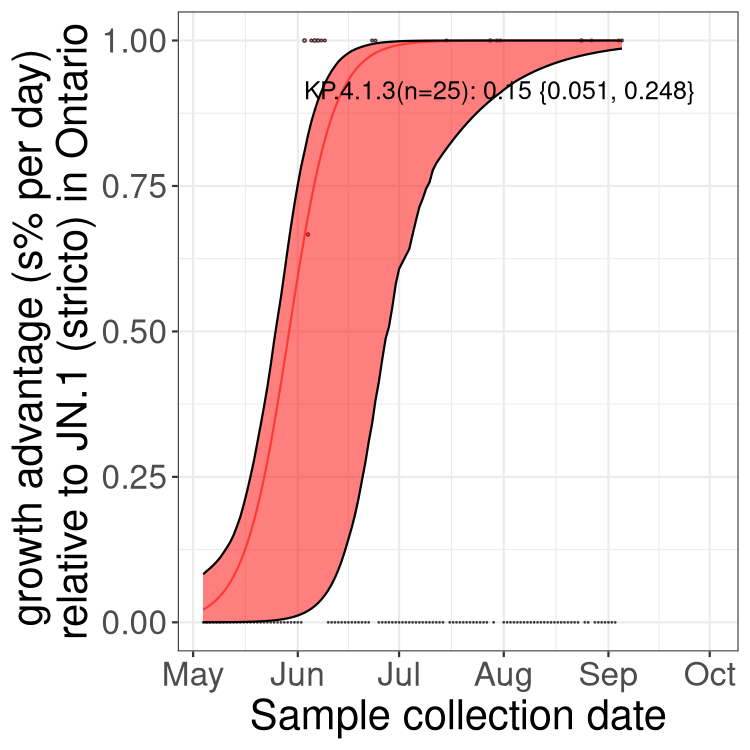 growth advantage (s% per day)
relative to JN.1 (stricto) in Ontario
1.00
0.75
0.50
0.25
0.00
KP.4.1.3(n=25): 0.15 {0.051, 0.248}
May Jun Jul Aug Sep Oct
Sample collection date